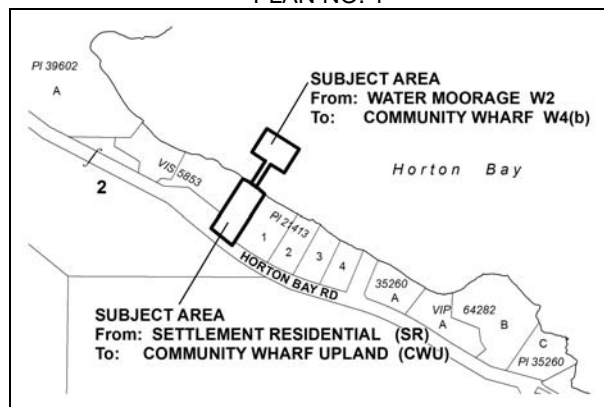 PLAN NO. 1
PI 39602
A
SUBJECT AREA
From: WATER MOORAGE W2
To: COMMUNITY WHARF W4(b)
Horton Bay
VIS 5853
2
PI 21413
1
2
3
4
HORTON BAY RD
35260
A
VIP
A
64282
B
C
PI 35260
SUBJECT AREA
From: SETTLEMENT RESIDENTIAL (SR)
To: COMMUNITY WHARF UPLAND (CWU)